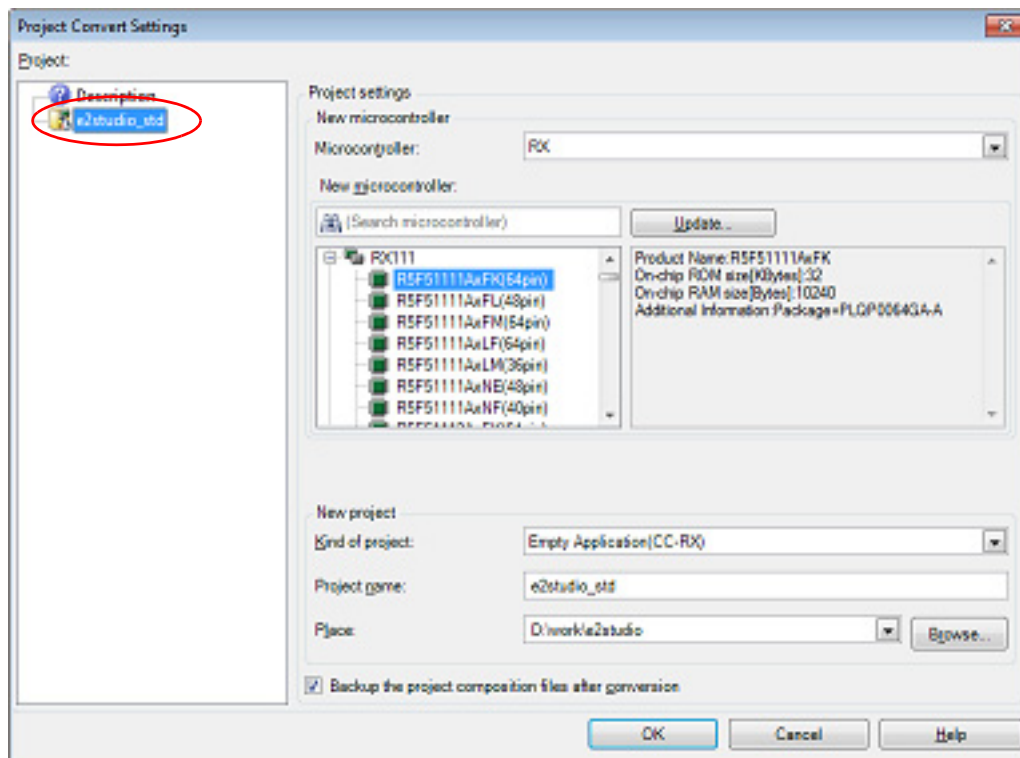 Project Convert Settings
Project:
Description
e2studio_std
Project settings
New microcontroller
Microcontroller:
RX
New microcontroller:
(Search microcontroller)
Update...
RX111
R5F51111AxFK(64pin)
R5F51111AxFL(48pin)
R5F51111AxFM(64pin)
R5F51111AxLF(64pin)
R5F51111AxLM(36pin)
R5F51111AxNE(48pin)
R5F51111AxNF(40pin)
Product Name:R5F51111AxFK
On-chip ROM size[KBytes]:32
On-chip RAM size[Bytes]:10240
Additional Information:Package=PLQP0064GA-A
New project
Kind of project:
Empty Application(CC-RX)
Project name:
e2studio_std
Place:
D:\work\e2studio
Browse...
Backup the project composition files after conversion
OK
Cancel
Help